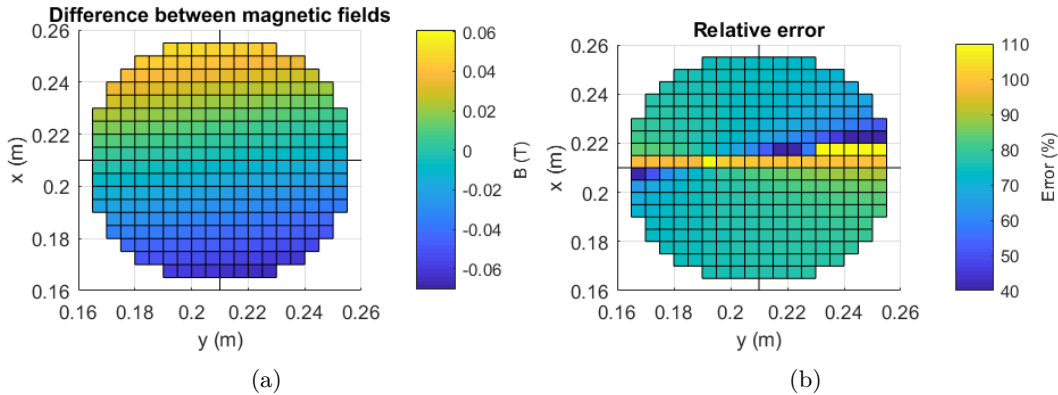 Difference between magnetic fields
0.26
0.24
0.22
0.2
0.18
0.16
x (m)
0.16 0.18 0.2 0.22 0.24 0.26
y (m)
0.06
0.04
0.02
0
-0.02
-0.04
-0.06
B (T)
(a)
Relative error
0.26
0.24
0.22
0.2
0.18
0.16
x (m)
0.16 0.18 0.2 0.22 0.24 0.26
y (m)
110
100
90
80
70
60
50
40
Error (%)
(b)